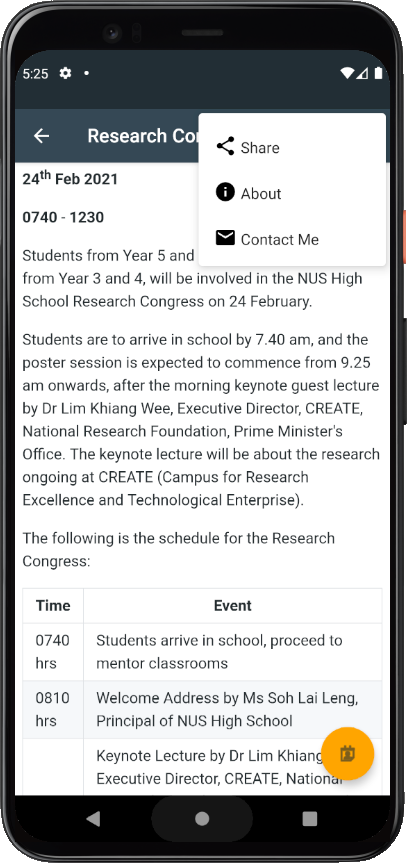 5:25
Research Co
Share
About
Contact Me
24th Feb 2021
0740 - 1230
Students from Year 5 and
from Year 3 and 4, will be involved in the NUS High
School Research Congress on 24 February.
Students are to arrive in school by 7.40 am, and the
poster session is expected to commence from 9.25
am onwards, after the morning keynote guest lecture
by Dr Lim Khiang Wee, Executive Director, CREATE,
National Research Foundation, Prime Minister's
Office. The keynote lecture will be about the research
ongoing at CREATE (Campus for Research
Excellence and Technological Enterprise).
The following is the schedule for the Research
Congress:
Time Event
0740 Students arrive in school, proceed to
hrs mentor classrooms
0810 Welcome Address by Ms Soh Lai Leng,
hrs Principal of NUS High School
Keynote Lecture by Dr Lim Khiang
Executive Director, CREATE, National